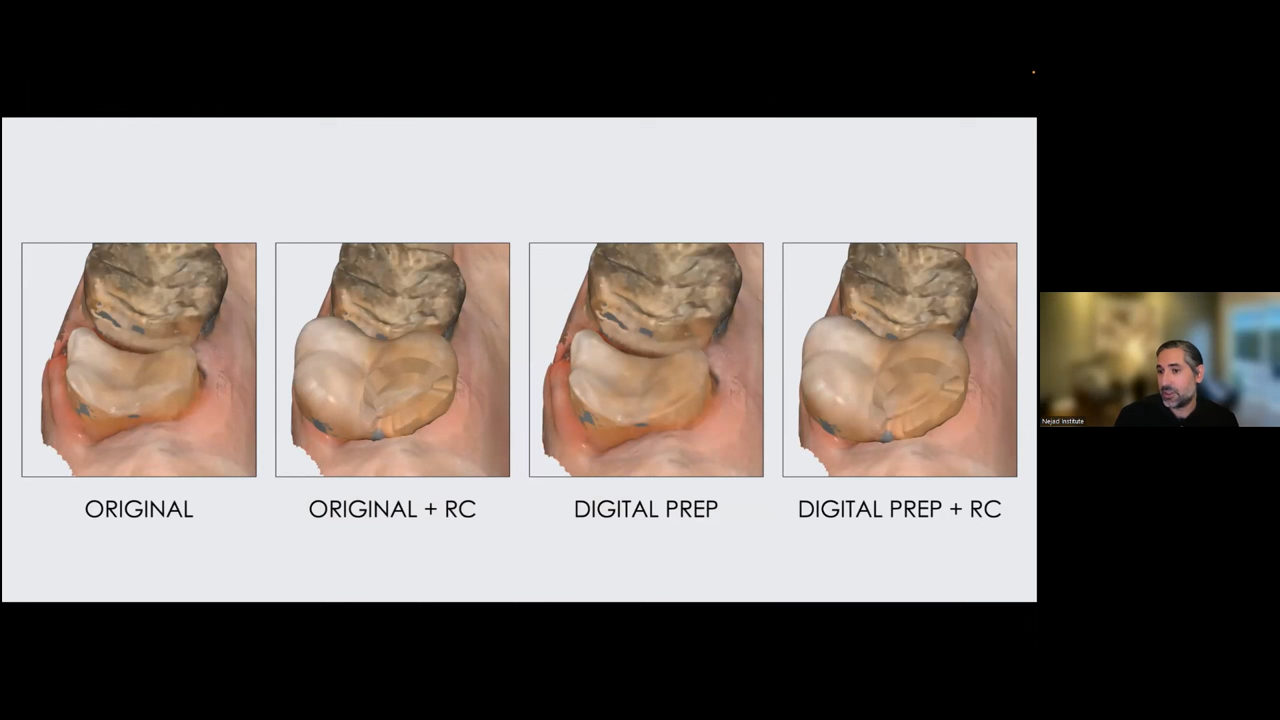 ORIGINAL
ORIGINAL + RC
DIGITAL PREP
DIGITAL PREP + RC
Nejad Institute